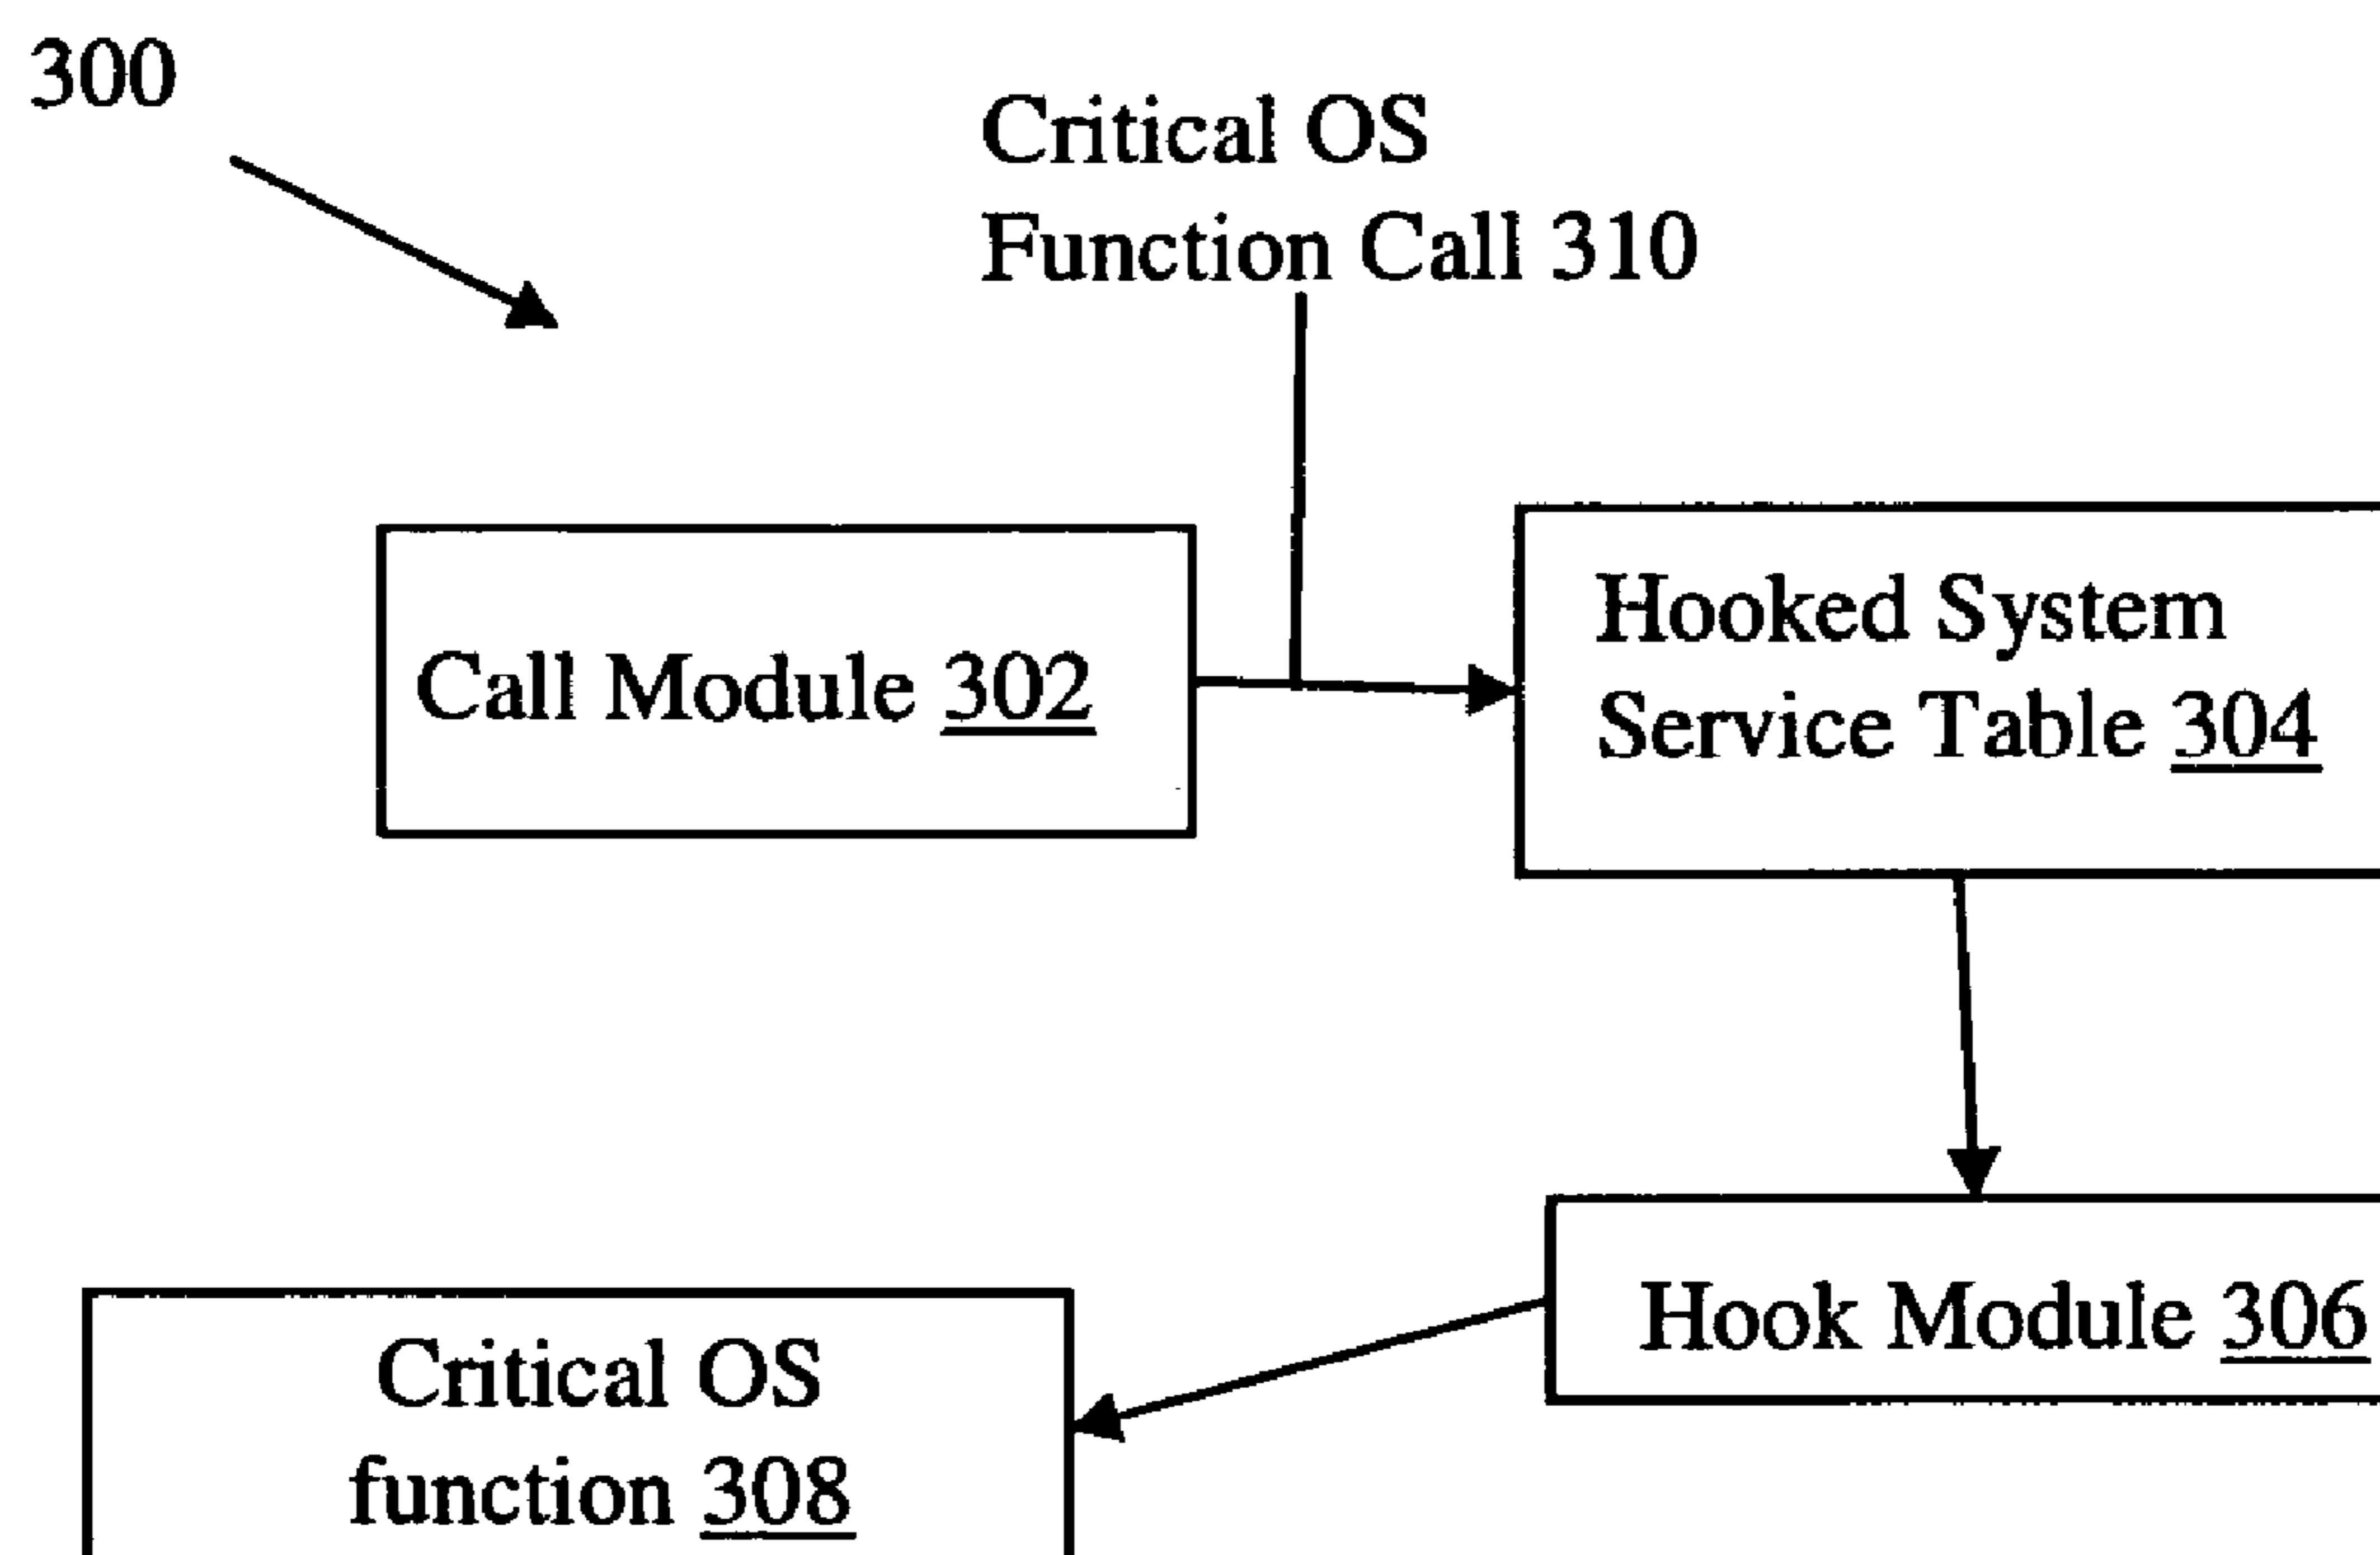 300
Critical OS
Function Call 310
Call Module 302
Hooked System
Service Table 304
Hook Module 306
Critical OS
function 308